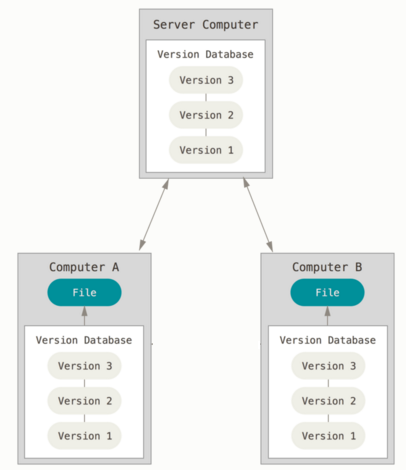 Server Computer
Version Database
Version 3
Version 2
Version 1
Computer A
File
Version Database
Version 3
Version 2
Version 1
Computer B
File
Version Database
Version 3
Version 2
Version 1